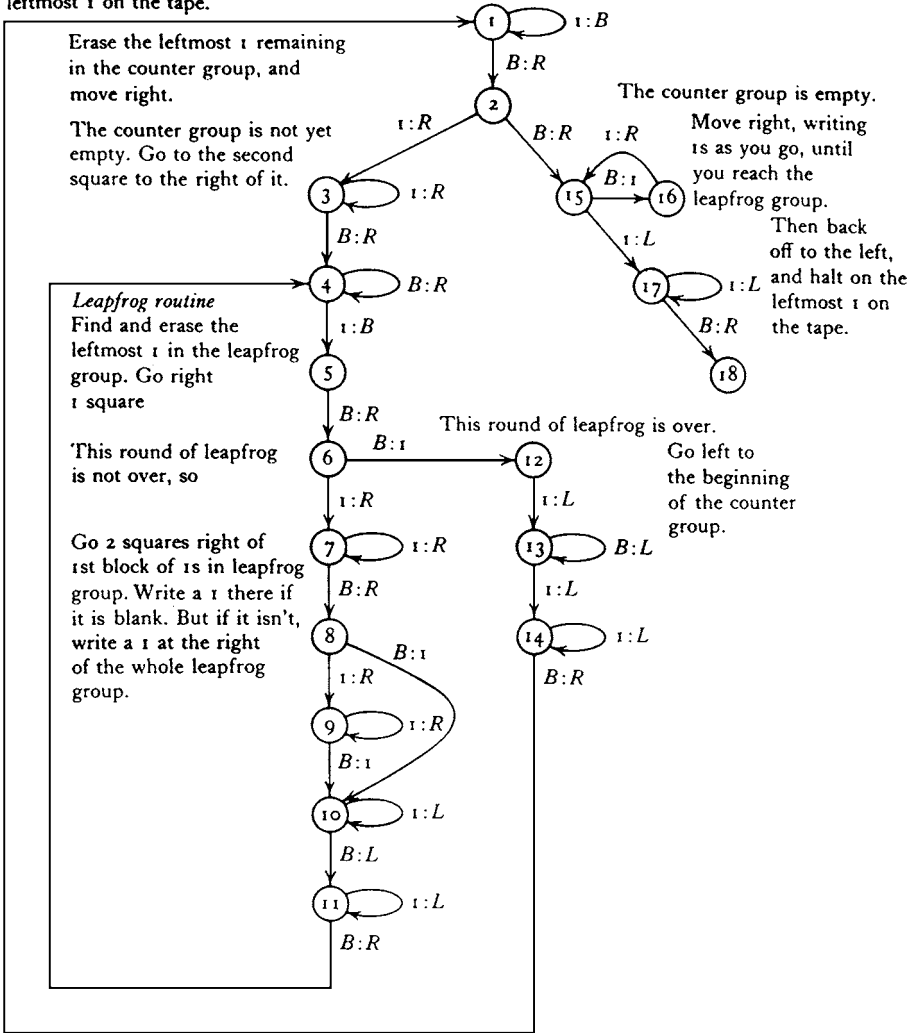 leftmost 1 on the tape.
1
1:B
Erase the leftmost 1 remaining
in the counter group, and
move right.
B:R
2
The counter group is empty.
The counter group is not yet
empty. Go to the second
square to the right of it.
1:R
B:R
1:R
Move right, writing
1s as you go, until
you reach the
leapfrog group.
3
1:R
15
B:1
16
B:R
1:L
Then back
off to the left,
and halt on the
leftmost 1 on
the tape.
4
B:R
17
1:L
Leapfrog routine
Find and erase the
leftmost 1 in the leapfrog
group. Go right
1 square
1:B
B:R
5
18
B:R
This round of leapfrog is over.
This round of leapfrog
is not over, so
6
B:1
12
Go left to
the beginning
of the counter
group.
1:R
1:L
Go 2 squares right of
1st block of 1s in leapfrog
group. Write a 1 there if
it is blank. But if it isn't,
write a 1 at the right
of the whole leapfrog
group.
7
1:R
13
B:L
B:R
1:L
8
B:1
14
1:L
1:R
B:R
9
1:R
B:1
10
1:L
B:L
11
1:L
B:R